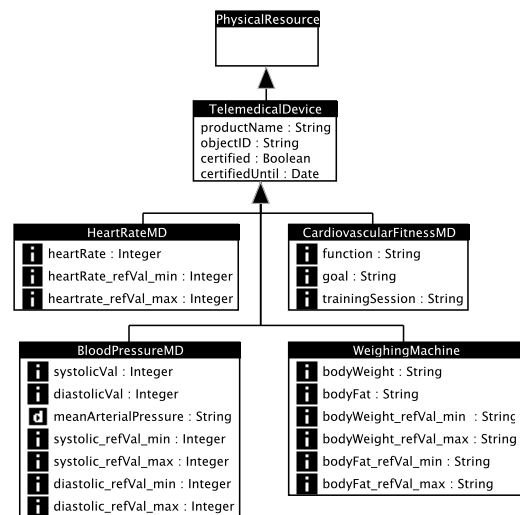 PhysicalResource
TelemedicalDevice
productName : String
objectID : String
certified : Boolean
certifiedUntil : Date
HeartRateMD
i heartRate : Integer
i heartRate_refVal_min : Integer
i heartrate_refVal_max : Integer
CardiovascularFitnessMD
i function : String
i goal : String
i trainingSession : String
BloodPressureMD
i systolicVal : Integer
i diastolicVal : Integer
d meanArterialPressure : String
i systolic_refVal_min : Integer
i systolic_refVal_max : Integer
i diastolic_refVal_min : Integer
i diastolic_refVal_max : Integer
WeighingMachine
i bodyWeight : String
i bodyFat : String
i bodyWeight_refVal_min : String
i bodyWeight_refVal_max : String
i bodyFat_refVal_min : String
i bodyFat_refVal_max : String